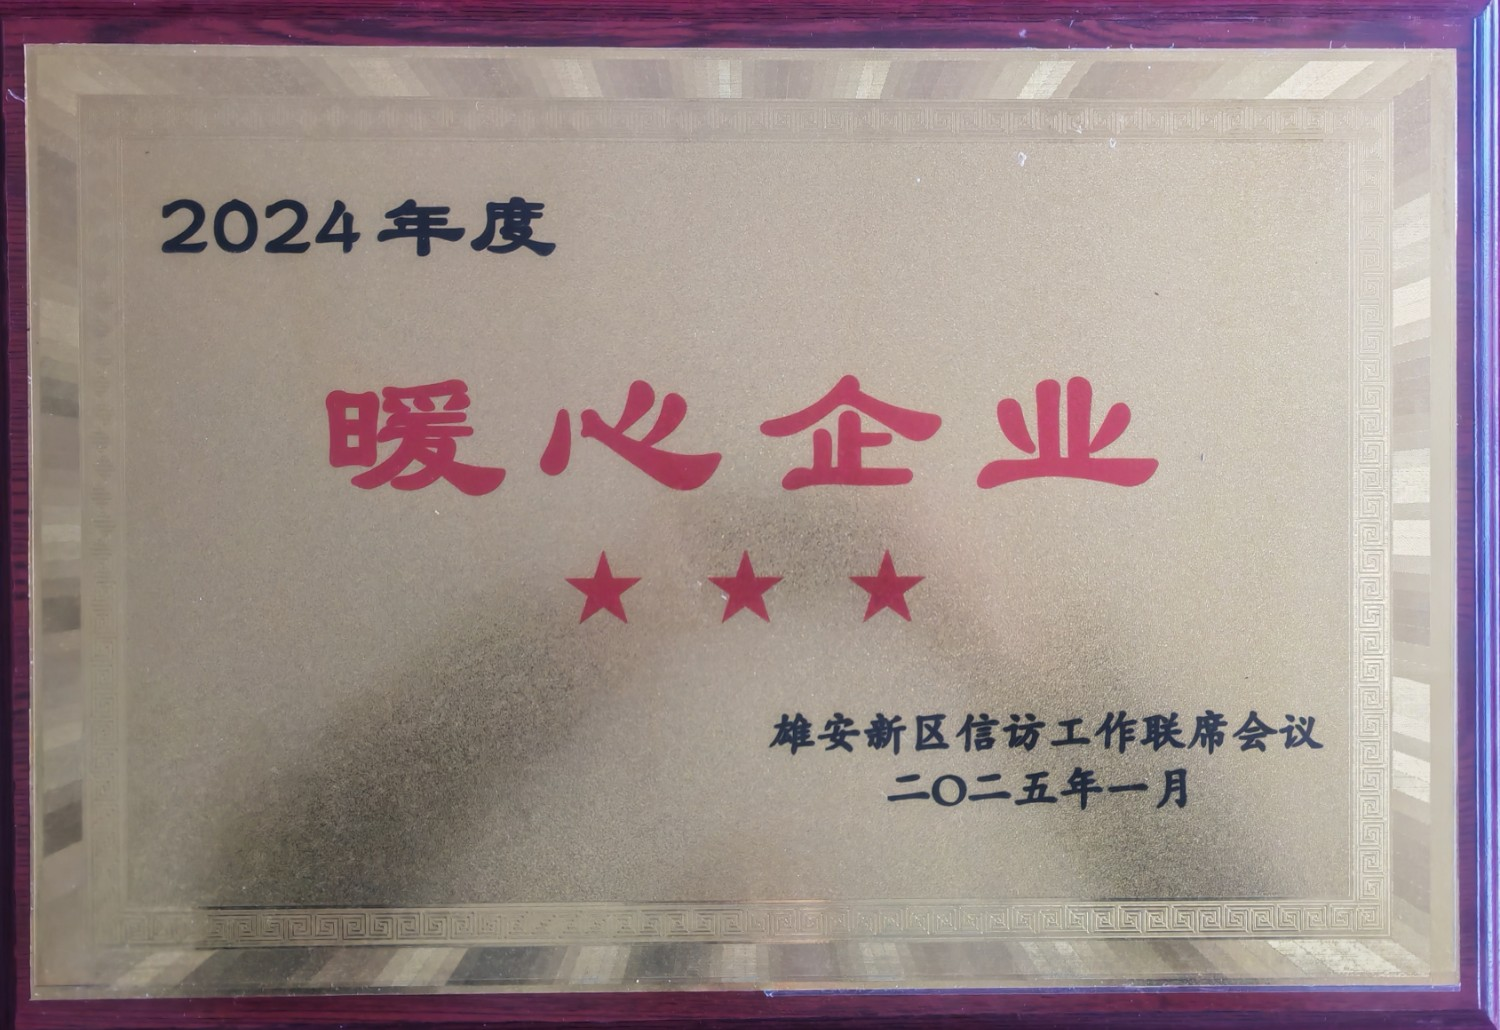 2024年度
暖心企业
★ ★ ★
雄安新区信访工作联席会议
二〇二五年一月